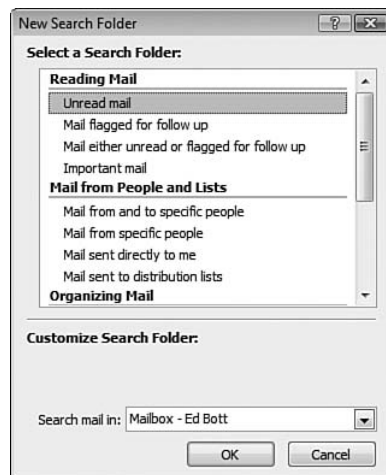 New Search Folder
Select a Search Folder:
Reading Mail
Unread mail
Mail flagged for follow up
Mail either unread or flagged for follow up
Important mail
Mail from People and Lists
Mail from and to specific people
Mail from specific people
Mail sent directly to me
Mail sent to distribution lists
Organizing Mail
Customize Search Folder:
Search mail in: Mailbox - Ed Bott
OK Cancel